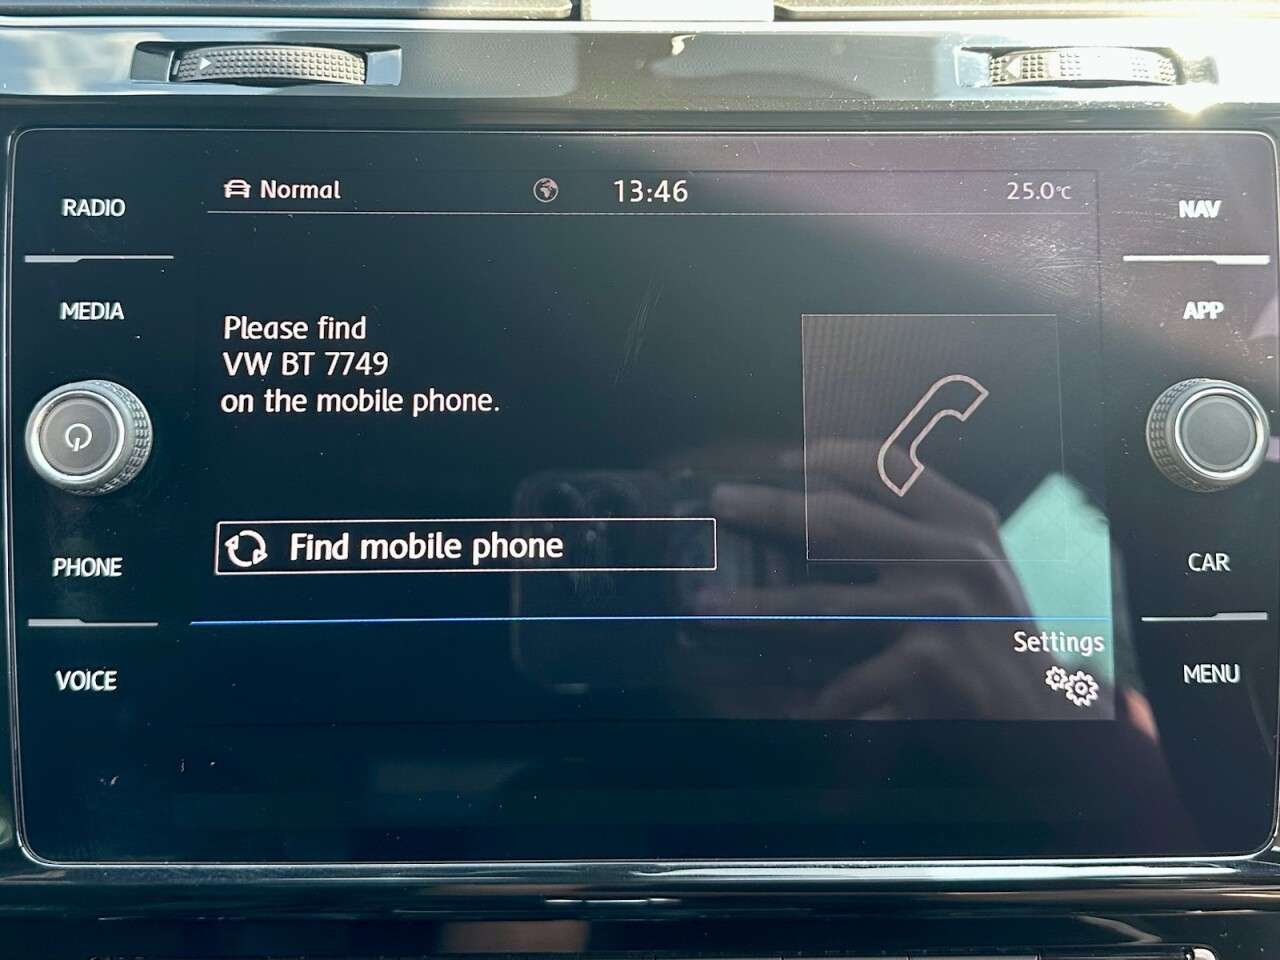 Normal 13:46 25.0°C
RADIO
NAV
MEDIA
APP
Please find
VW BT 7749
on the mobile phone.
Find mobile phone
PHONE
CAR
Settings
VOICE
MENU